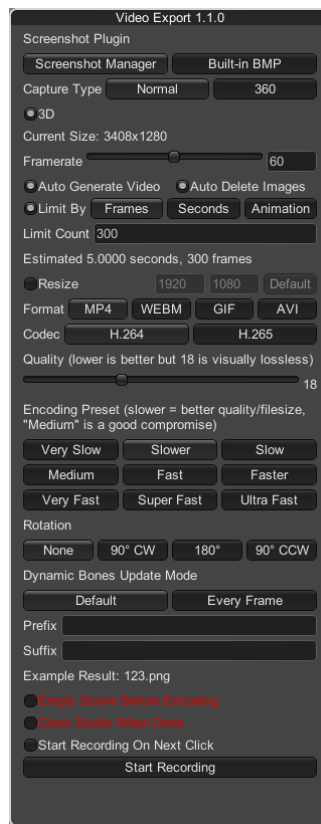 Video Export 1.1.0
Screenshot Plugin
Screenshot Manager Built-in BMP
Capture Type Normal 360
3D
Current Size: 3408x1280
Framerate 60
Auto Generate Video Auto Delete Images
Limit By Frames Seconds Animation
Limit Count 300
Estimated 5.0000 seconds, 300 frames
Resize 1920 1080 Default
Format MP4 WEBM GIF AVI
Codec H.264 H.265
Quality (lower is better but 18 is visually lossless)
18
Encoding Preset (slower = better quality/filesize,
"Medium" is a good compromise)
Very Slow Slower Slow
Medium Fast Faster
Very Fast Super Fast Ultra Fast
Rotation
None 90° CW 180° 90° CCW
Dynamic Bones Update Mode
Default Every Frame
Prefix
Suffix
Example Result: 123.png
Empty Scene Before Encoding
Close Studio When Done
Start Recording On Next Click
Start Recording